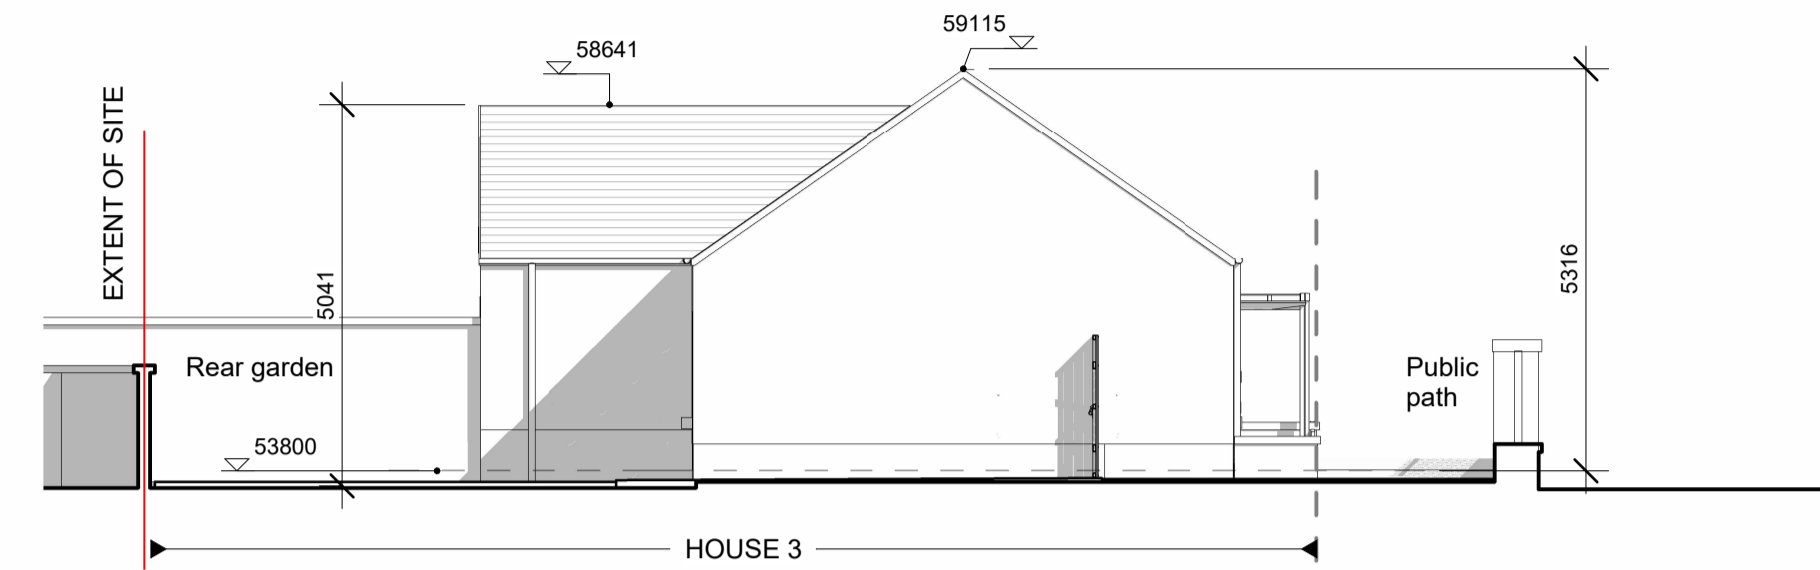 59115
58641
EXTENT OF SITE
5041
5316
Rear garden
Public
path
53800
HOUSE 3